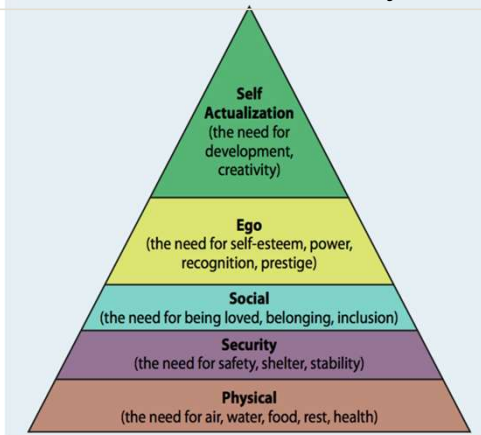 Self
Actualization
(the need for
development,
creativity)
Ego
(the need for self-esteem, power,
recognition, prestige)
Social
(the need for being loved, belonging, inclusion)
Security
(the need for safety, shelter, stability)
Physical
(the need for air, water, food, rest, health)